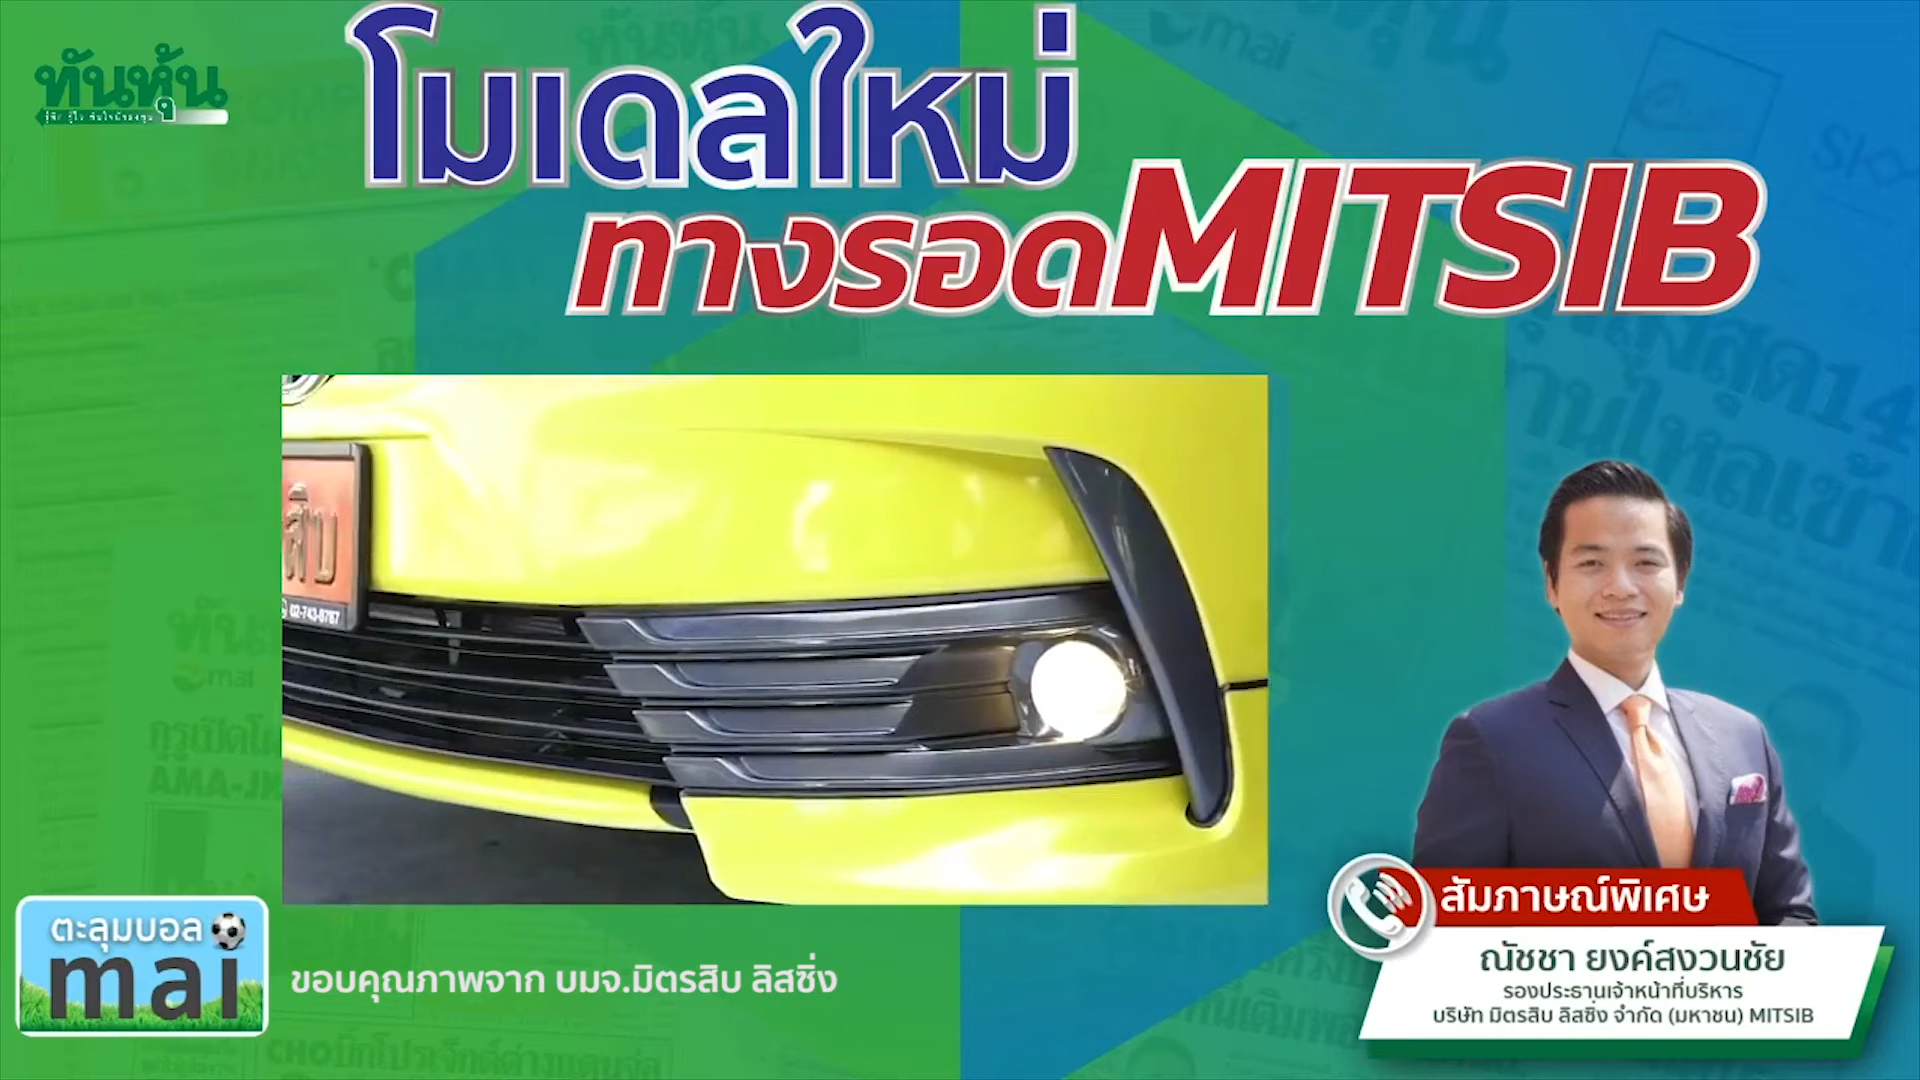 ทันหุ้น
โมเดลใหม่
ทางรอด MITSIB
สิบ
02-743-8787
ตะลุมบอล
mai
ขอบคุณภาพจาก บมจ.มิตรสิบ ลิสซิ่ง
สัมภาษณ์พิเศษ
ณัชชา ยงค์สงวนชัย
รองประธานเจ้าหน้าที่บริหาร
บริษัท มิตรสิบ ลิสซิ่ง จำกัด (มหาชน) MITSIB